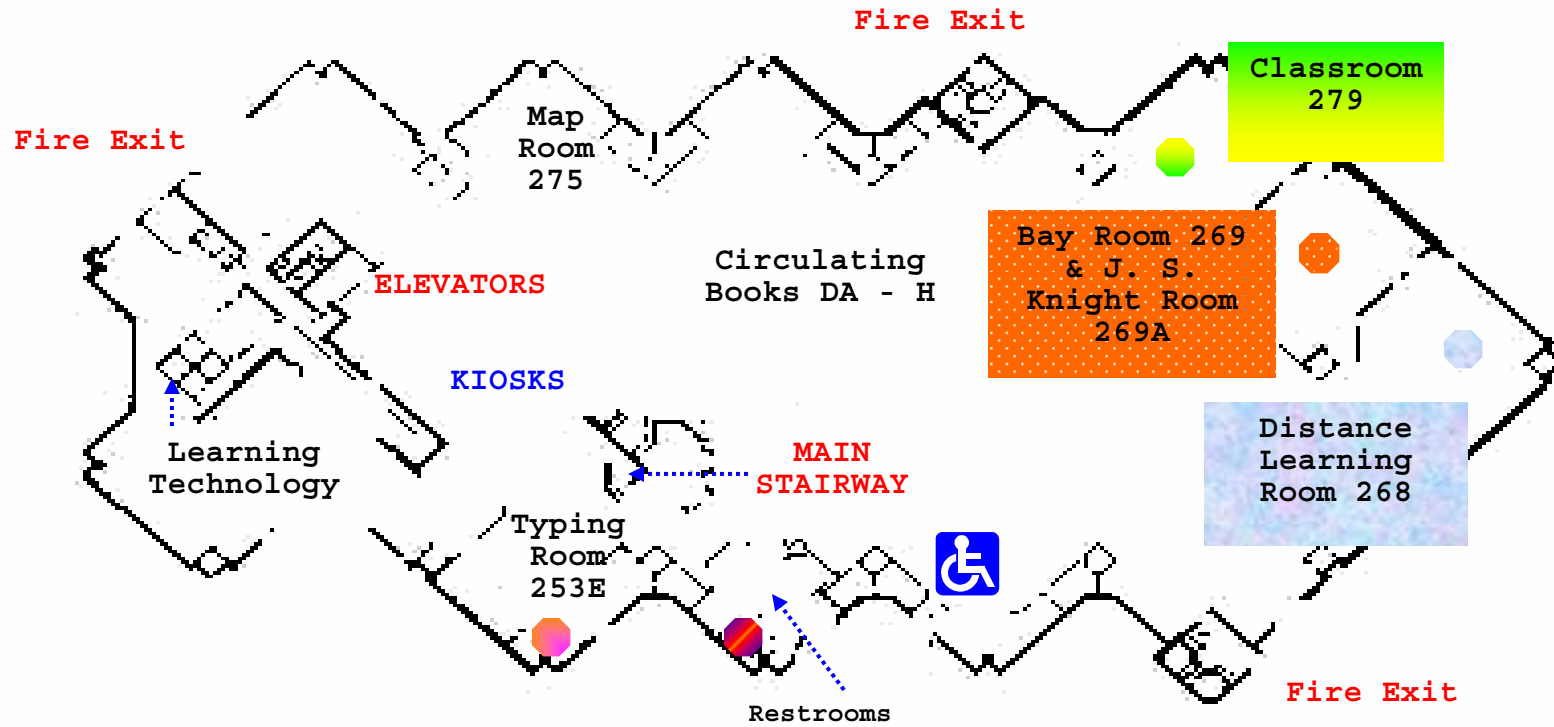 Fire Exit
Classroom
279
Map
Room
275
Fire Exit
Bay Room 269
& J. S.
Knight Room
269A
Circulating
Books DA - H
ELEVATORS
KIOSKS
Learning
Technology
MAIN
STAIRWAY
Distance
Learning
Room 268
Typing
Room
253E
Fire Exit
Restrooms